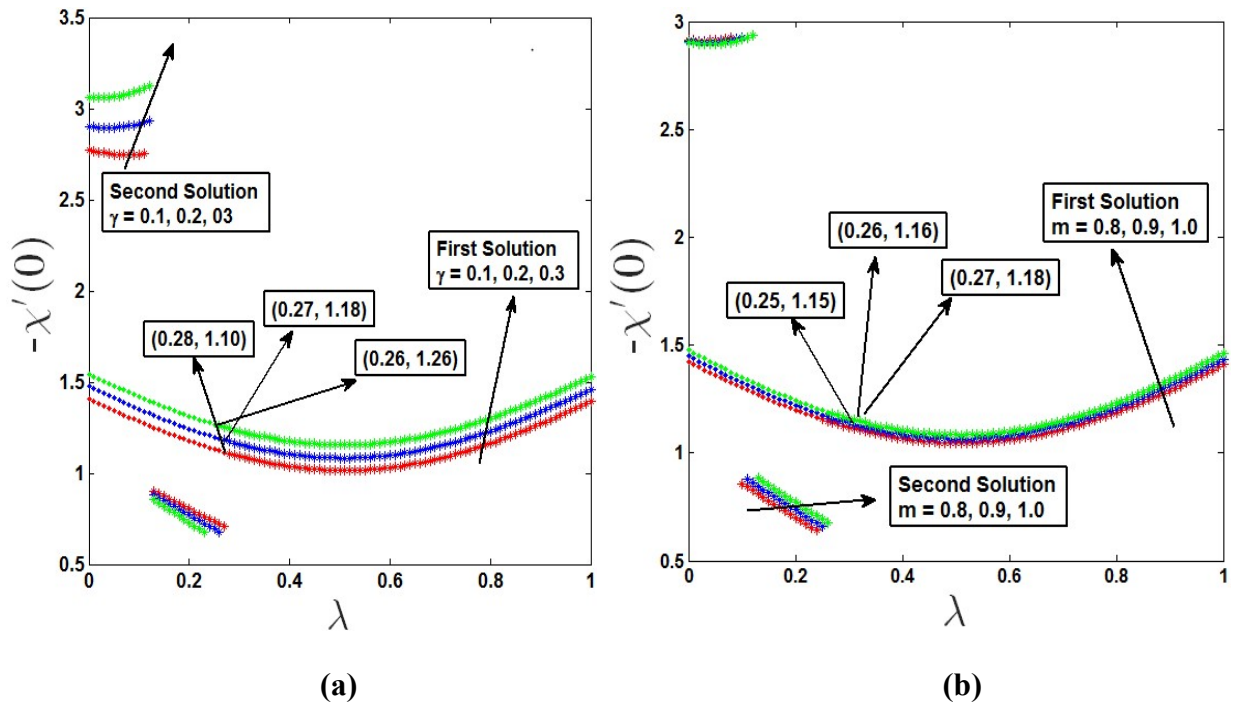 3.5
3
2.5
2
1.5
1
0.5
0
0.2
0.4
0.6
0.8
1
-χ′(0)
λ
Second Solution
γ = 0.1, 0.2, 03
First Solution
γ = 0.1, 0.2, 0.3
(0.28, 1.10)
(0.27, 1.18)
(0.26, 1.26)
(a)
3
2.5
2
1.5
1
0.5
0
0.2
0.4
0.6
0.8
1
-χ′(0)
λ
First Solution
m = 0.8, 0.9, 1.0
(0.26, 1.16)
(0.27, 1.18)
(0.25, 1.15)
Second Solution
m = 0.8, 0.9, 1.0
(b)